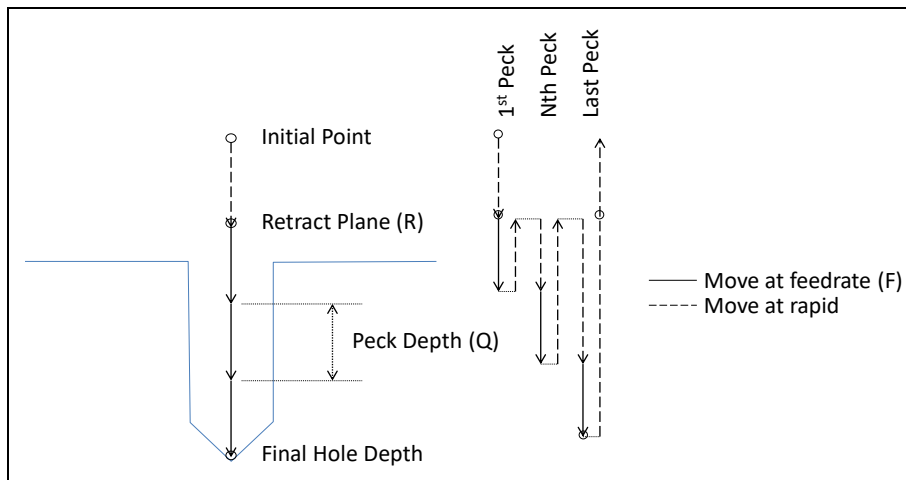 1st Peck
Nth Peck
Last Peck
Initial Point
Retract Plane (R)
Move at feedrate (F)
Move at rapid
Peck Depth (Q)
Final Hole Depth